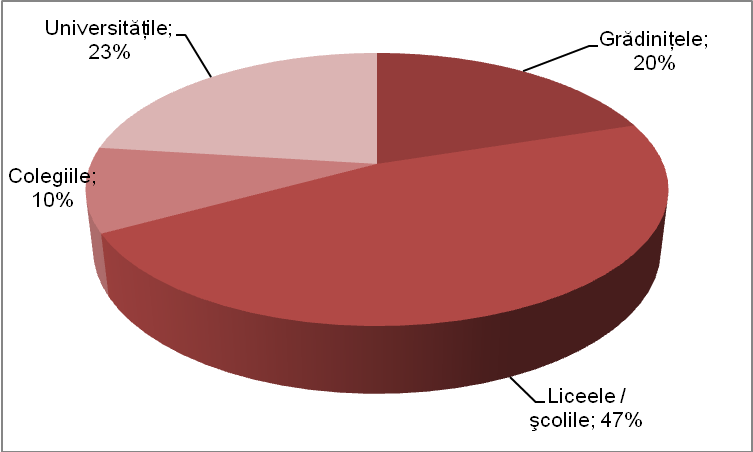 Universitățile;
23%
Grădinițele;
20%
Colegiile;
10%
Liceele /
şcolile; 47%